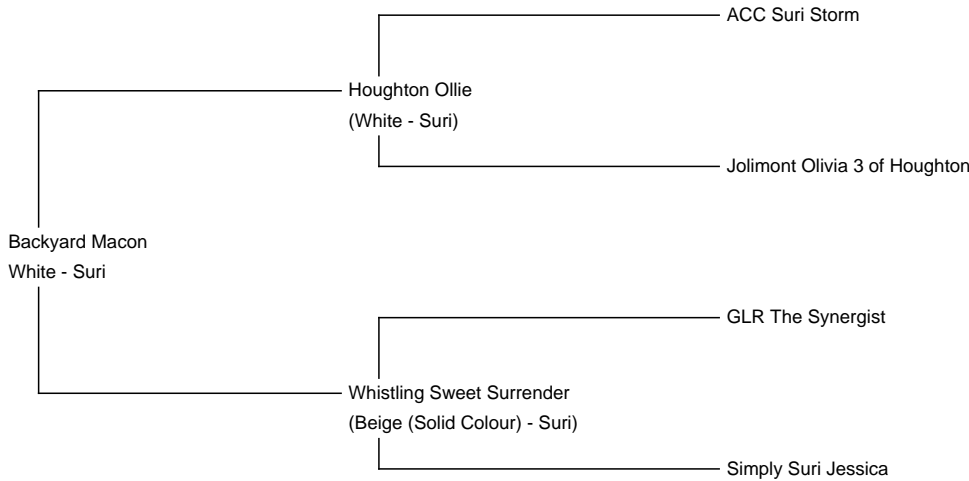 ACC Suri Storm
Houghton Ollie
(White - Suri)
Jolimont Olivia 3 of Houghton
Backyard Macon
White - Suri
GLR The Synergist
Whistling Sweet Surrender
(Beige (Solid Colour) - Suri)
Simply Suri Jessica